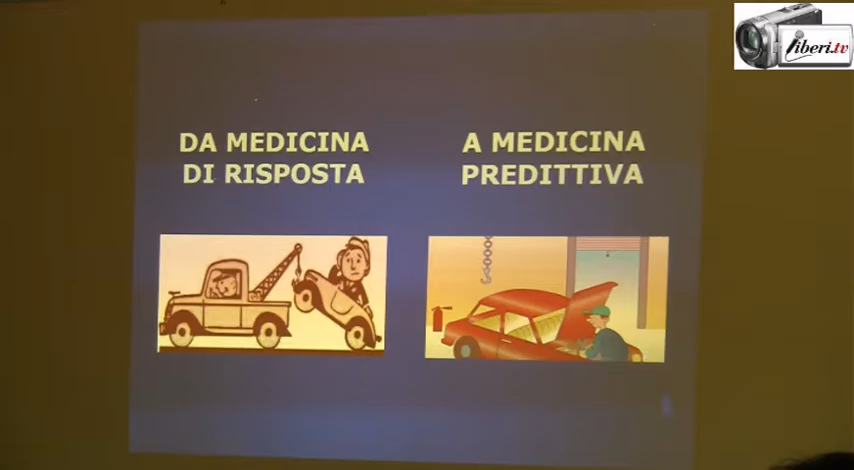 liberi.tv
DA MEDICINA
DI RISPOSTA
A MEDICINA
PREDITTIVA